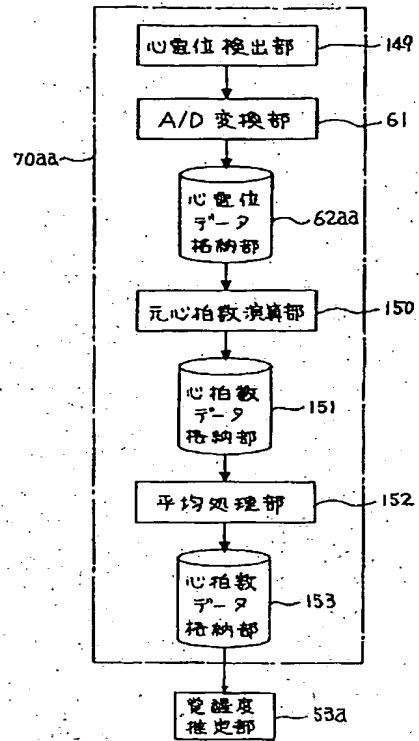 心電位検出部
149
A/D変換部
61
70aa
心電位
データ
格納部
62aa
元心拍数演算部
150
心拍数
データ
格納部
151
平均処理部
152
心拍数
データ
格納部
153
覚醒度
推定部
53a